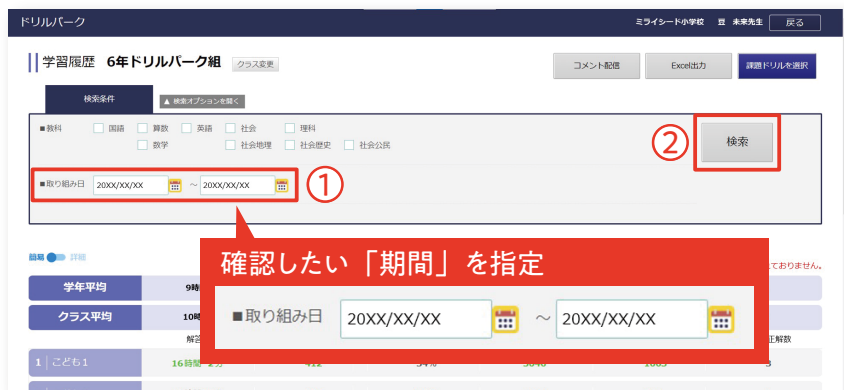 ドリルパーク ミライシード小学校 豆 未来先生 戻る
学習履歴 6年ドリルパーク組 クラス変更 コメント配信 Excel出力 課題ドリルを選択
検索条件 ▲ 検索オプションを開く
■教科 国語 算数 英語 社会 理科
数学 社会地理 社会歴史 社会公民
② 検索
■取り組み日 20XX/XX/XX ～ 20XX/XX/XX ①
確認したい「期間」を指定
簡易 詳細
ておりません。
学年平均 9時
■取り組み日 20XX/XX/XX ～ 20XX/XX/XX
クラス平均 10時
解答 正解数
1 こども1 16時間